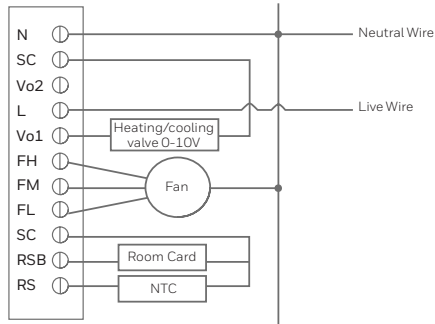 N
Neutral Wire
SC
Vo2
L
Live Wire
Vo1
Heating/cooling
valve 0-10V
FH
FM
Fan
FL
SC
RSB
Room Card
RS
NTC